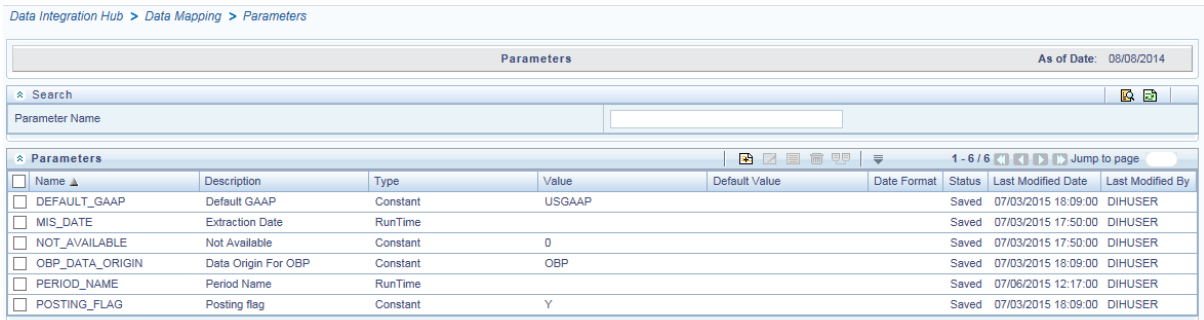 Data Integration Hub > Data Mapping > Parameters
Parameters As of Date: 08/08/2014
Search
Parameter Name
Parameters 1 - 6 / 6 Jump to page
Name Description Type Value Default Value Date Format Status Last Modified Date Last Modified By
DEFAULT_GAAP Default GAAP Constant USGAAP Saved 07/03/2015 18:09:00 DIHUSER
MIS_DATE Extraction Date RunTime Saved 07/03/2015 17:50:00 DIHUSER
NOT_AVAILABLE Not Available Constant 0 Saved 07/03/2015 17:50:00 DIHUSER
OBP_DATA_ORIGIN Data Origin For OBP Constant OBP Saved 07/03/2015 18:09:00 DIHUSER
PERIOD_NAME Period Name RunTime Saved 07/06/2015 12:17:00 DIHUSER
POSTING_FLAG Posting flag Constant Y Saved 07/03/2015 18:09:00 DIHUSER